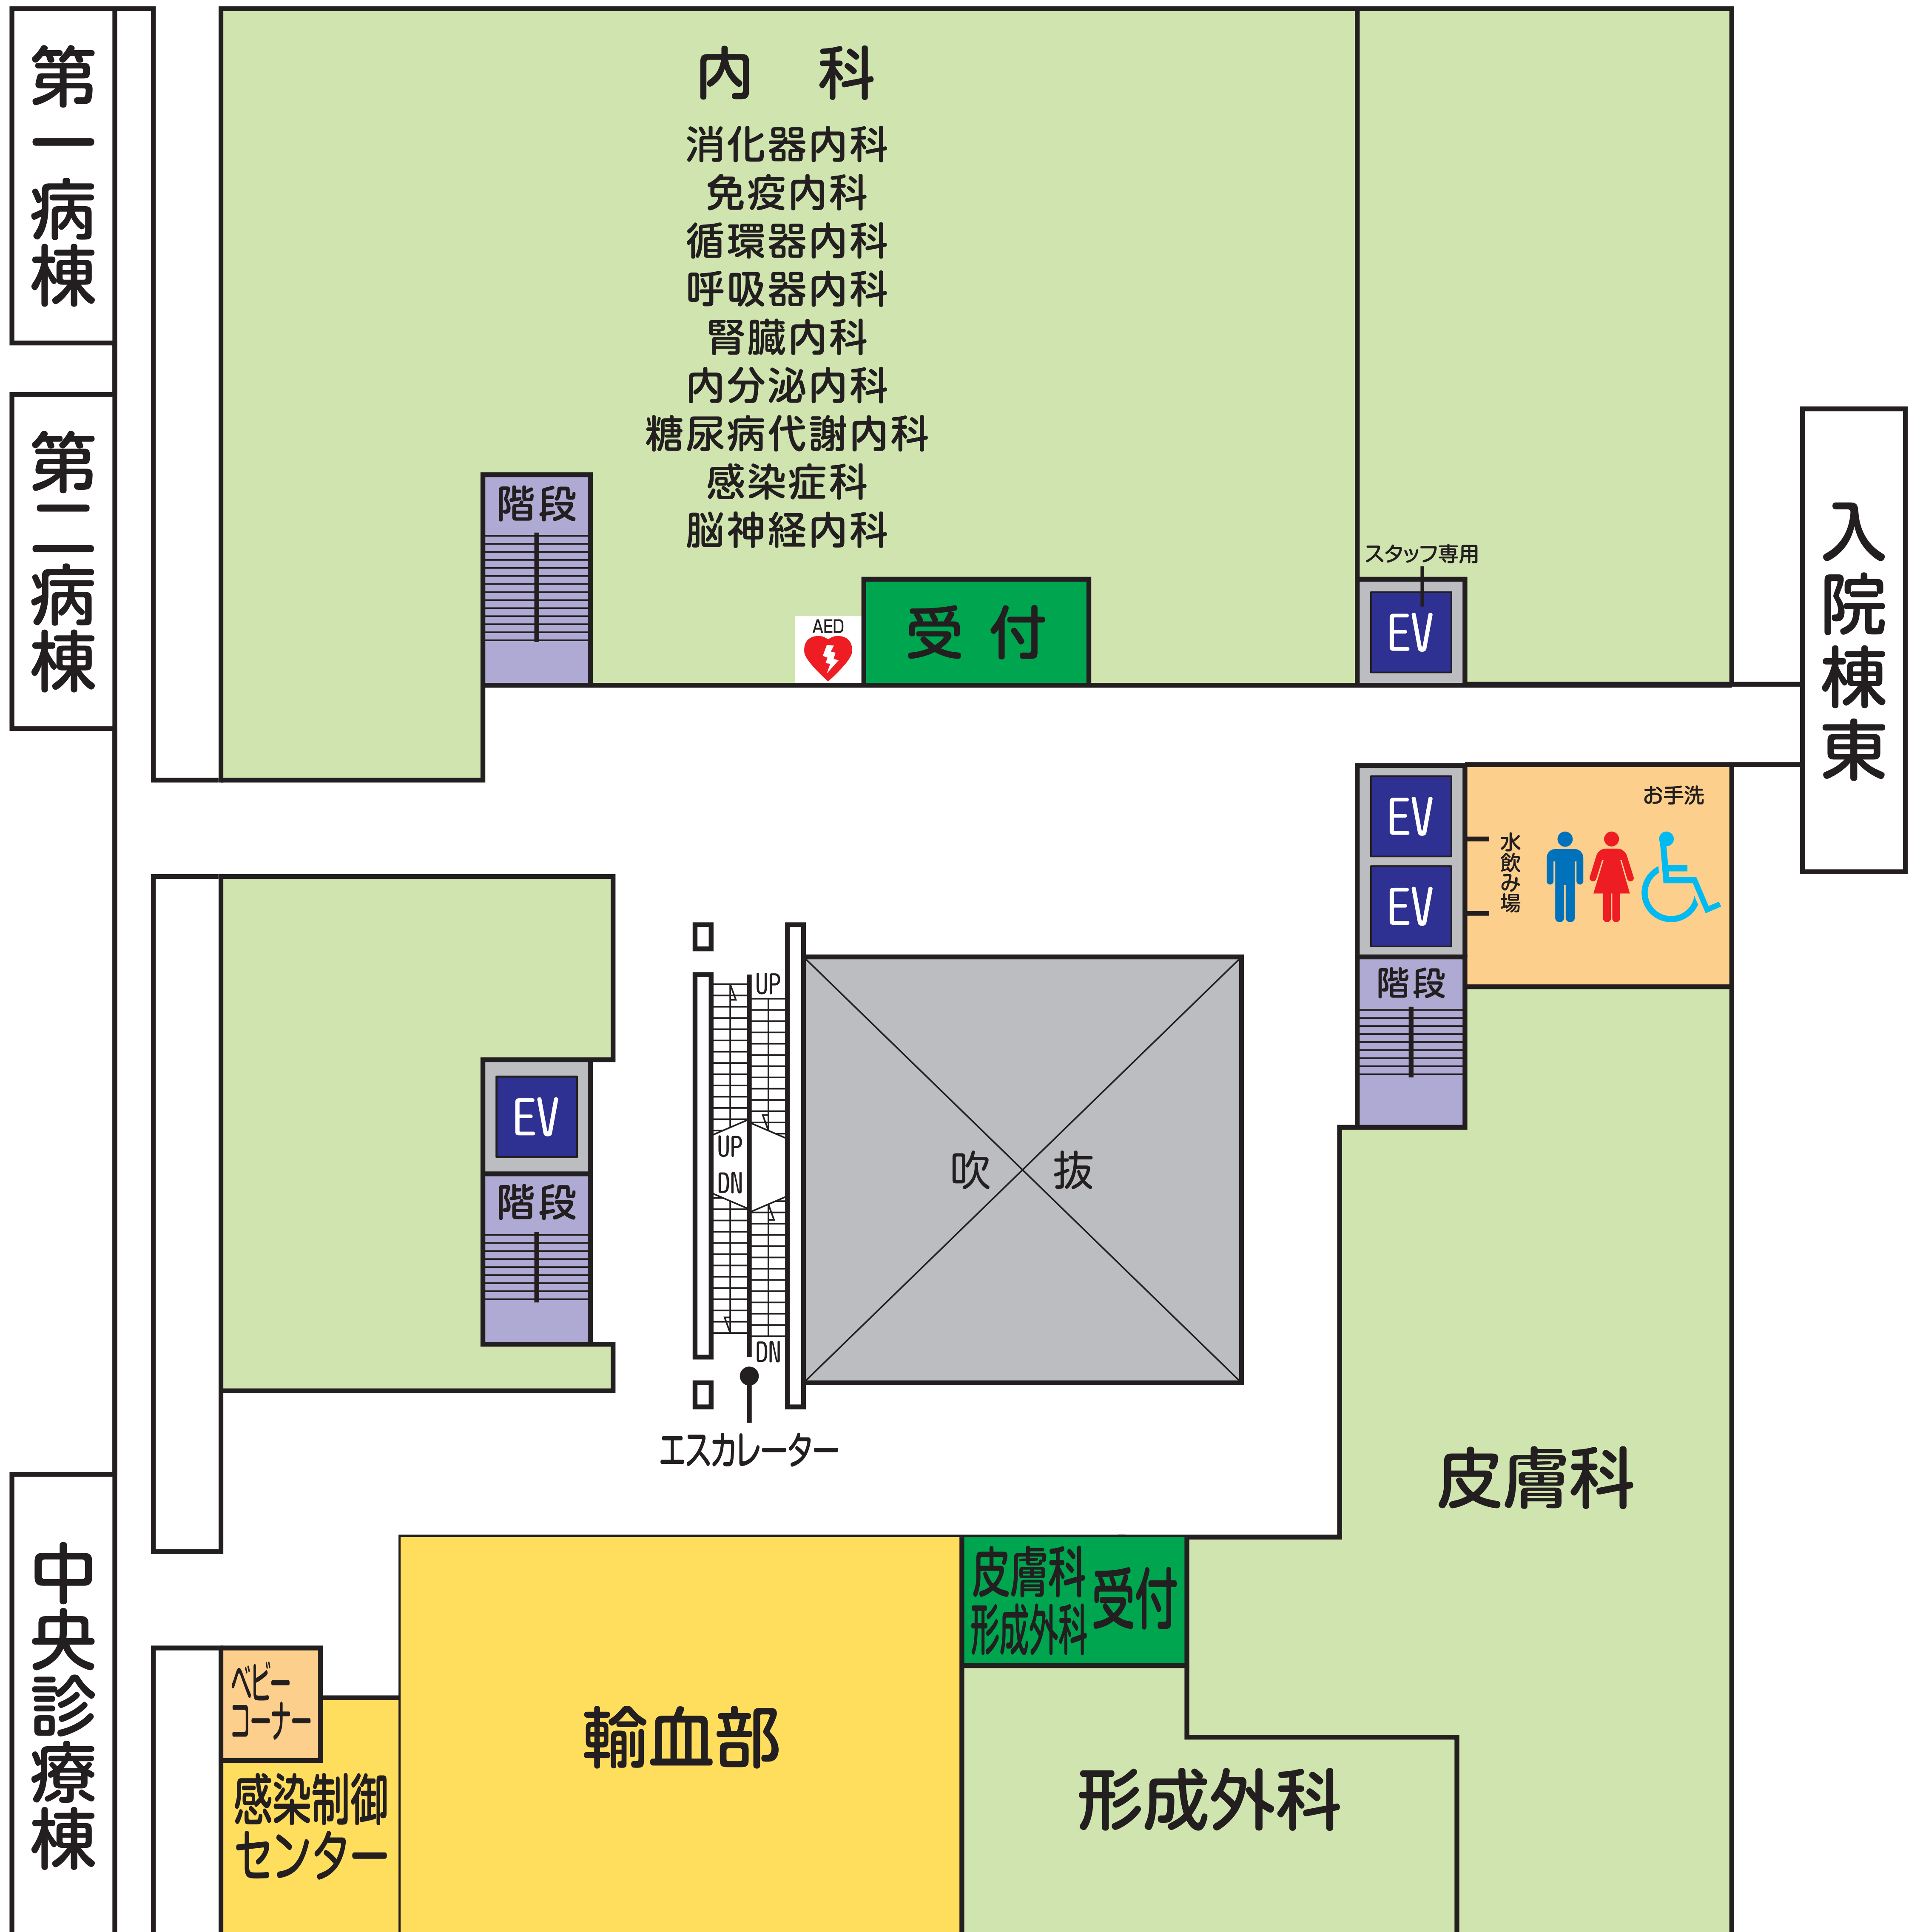 第一病棟
第二病棟
中央診療棟
内 科
消化器内科
免疫内科
循環器内科
呼吸器内科
腎臓内科
内分泌内科
糖尿病代謝内科
感染症科
脳神経内科
階段
AED
受付
スタッフ専用
EV
入院棟東
EV
EV
お手洗
水飲み場
階段
EV
階段
UP
UP
DN
DN
エスカレーター
吹 抜
皮膚科
皮膚科
形成外科
受付
ベビー
コーナー
輸血部
感染制御
センター
形成外科